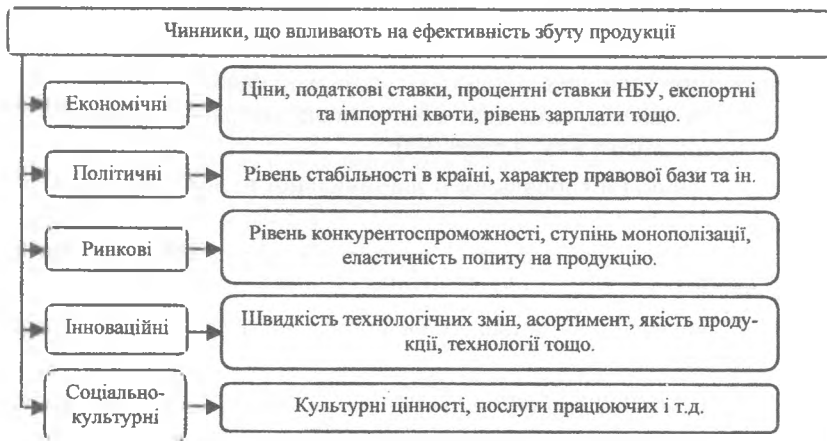 Чинники, що впливають на ефективність збуту продукції
Економічні
Ціни, податкові ставки, процентні ставки НБУ, експортні
та імпортні квоти, рівень зарплати тощо.
Політичні
Рівень стабільності в країні, характер правової бази та ін.
Ринкові
Рівень конкурентоспроможності, ступінь монополізації,
еластичність попиту на продукцію.
Інноваційні
Швидкість технологічних змін, асортимент, якість проду-
кції, технології тощо.
Соціально-
культурні
Культурні цінності, послуги працюючих і т.д.